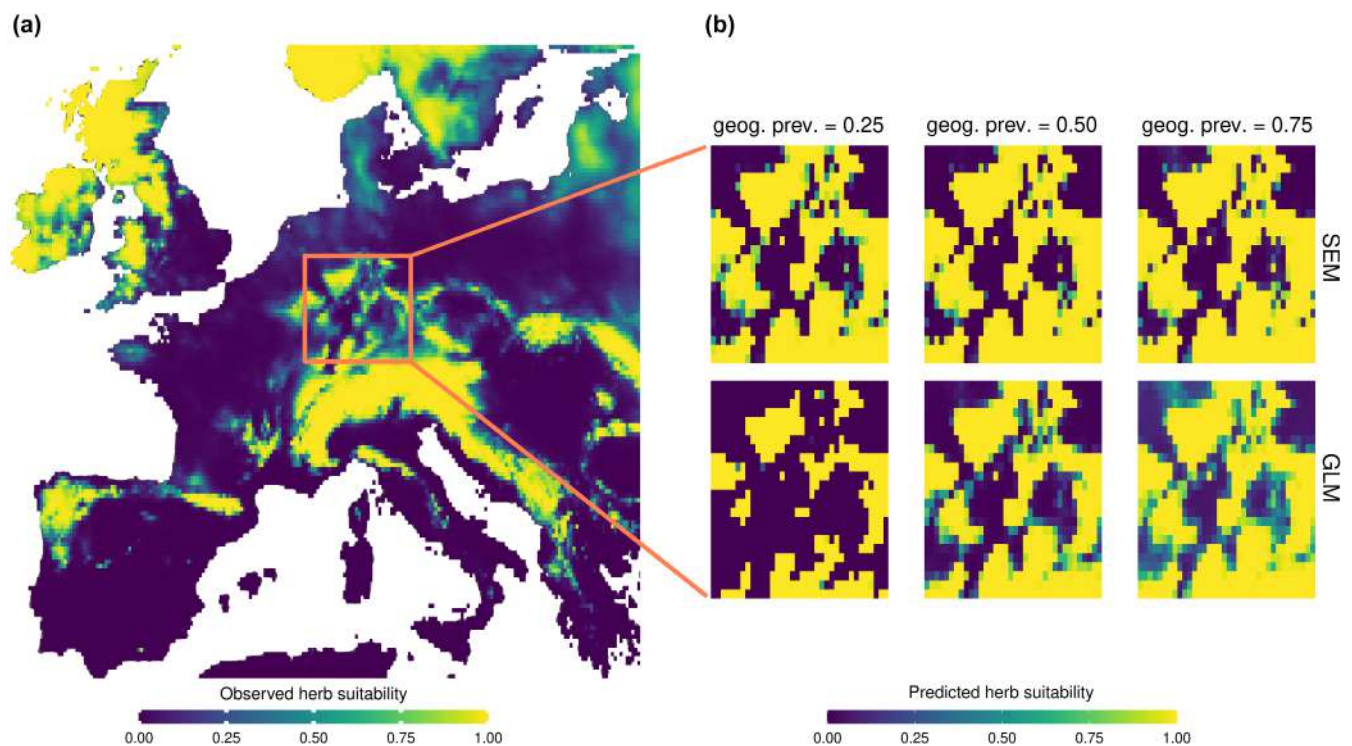 (a)
(b)
geog. prev. = 0.25
geog. prev. = 0.50
geog. prev. = 0.75
SEM
GLM
Observed herb suitability
0.00 0.25 0.50 0.75 1.00
Predicted herb suitability
0.00 0.25 0.50 0.75 1.00